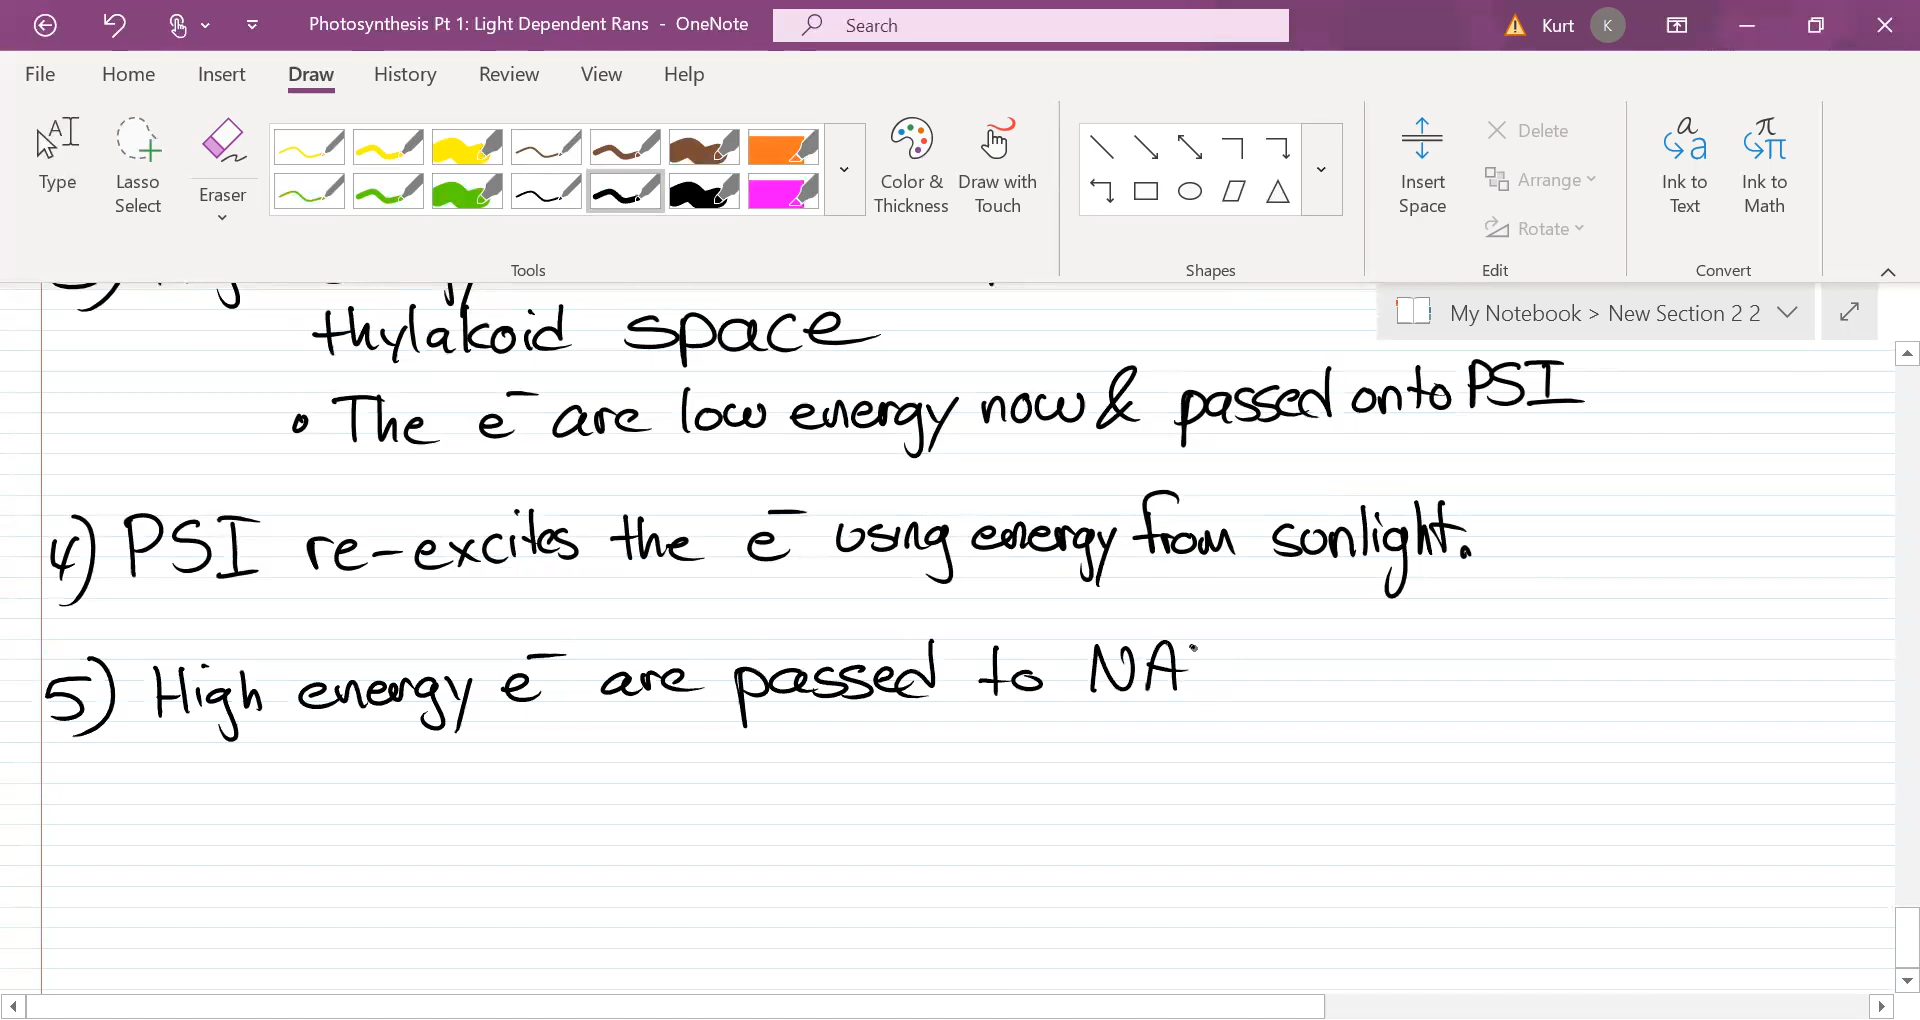 Photosynthesis Pt 1: Light Dependent Rans - OneNote
Search
Kurt
K
File Home Insert Draw History Review View Help
Type
Lasso Select
Eraser
Color & Thickness
Draw with Touch
Insert Space
Delete
Arrange
Rotate
Ink to Text
Ink to Math
Tools
Shapes
Edit
Convert
My Notebook > New Section 2 2
thylakoid space
• The e⁻ are low energy now & passed onto PSI
4) PSI re-excites the e⁻ using energy from sonlight.
5) High energy e⁻ are passed to NA